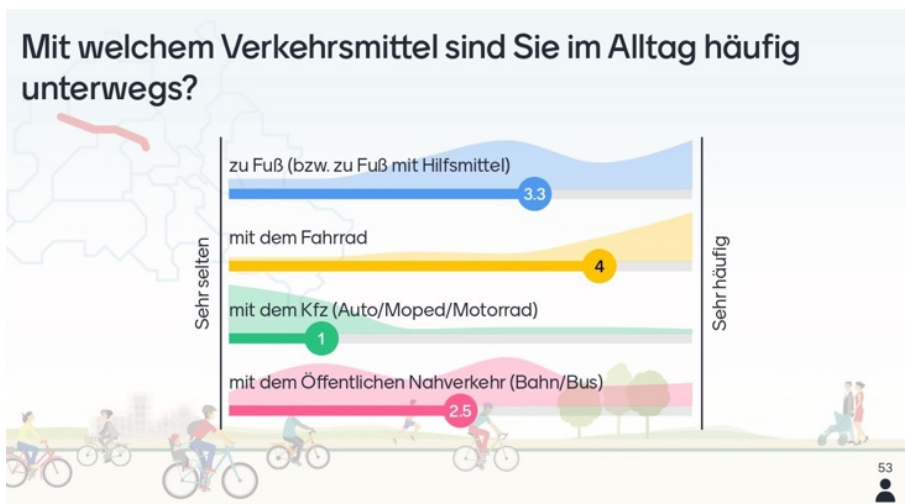 Mit welchem Verkehrsmittel sind Sie im Alltag häufig
unterwegs?
zu Fuß (bzw. zu Fuß mit Hilfsmittel)
3.3
mit dem Fahrrad
4
Sehr selten
Sehr häufig
mit dem Kfz (Auto/Moped/Motorrad)
1
mit dem Öffentlichen Nahverkehr (Bahn/Bus)
2.5
53